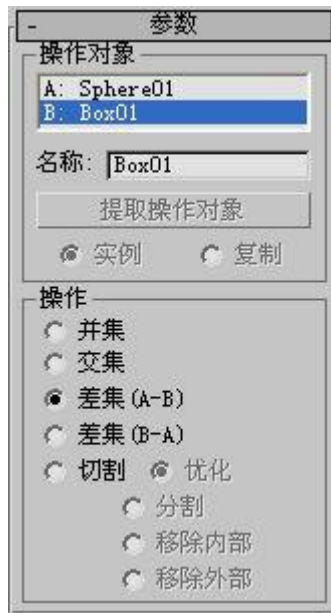 - 参数
操作对象
A: Sphere01
B: Box01
名称: Box01
提取操作对象
实例 复制
操作
并集
交集
差集(A-B)
差集(B-A)
切割 优化
分割
移除内部
移除外部